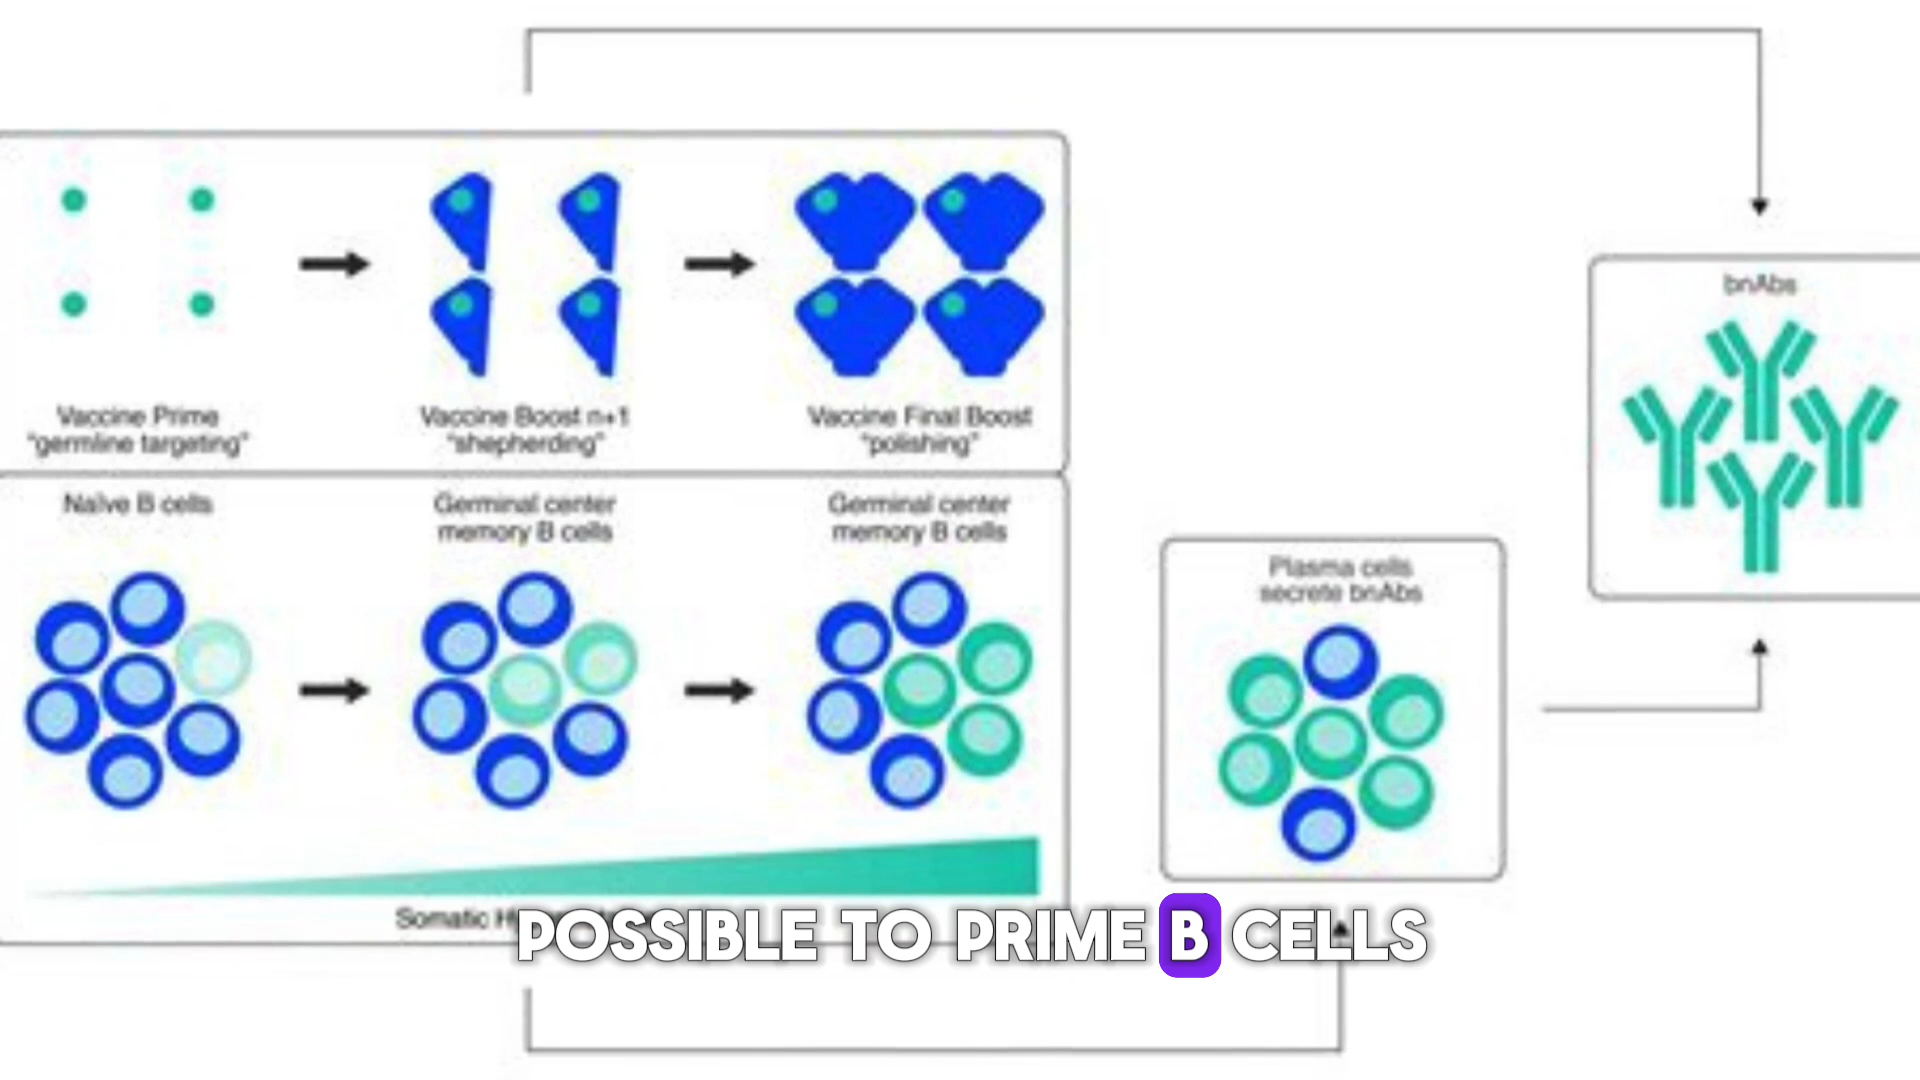 bnAbs
Vaccine Prime
"germline targeting"
Vaccine Boost n+1
"shepherding"
Vaccine Final Boost
"polishing"
Naïve B cells
Germinal center
memory B cells
Germinal center
memory B cells
Plasma cells
secrete bnAbs
Somatic
POSSIBLE TO PRIME B CELLS